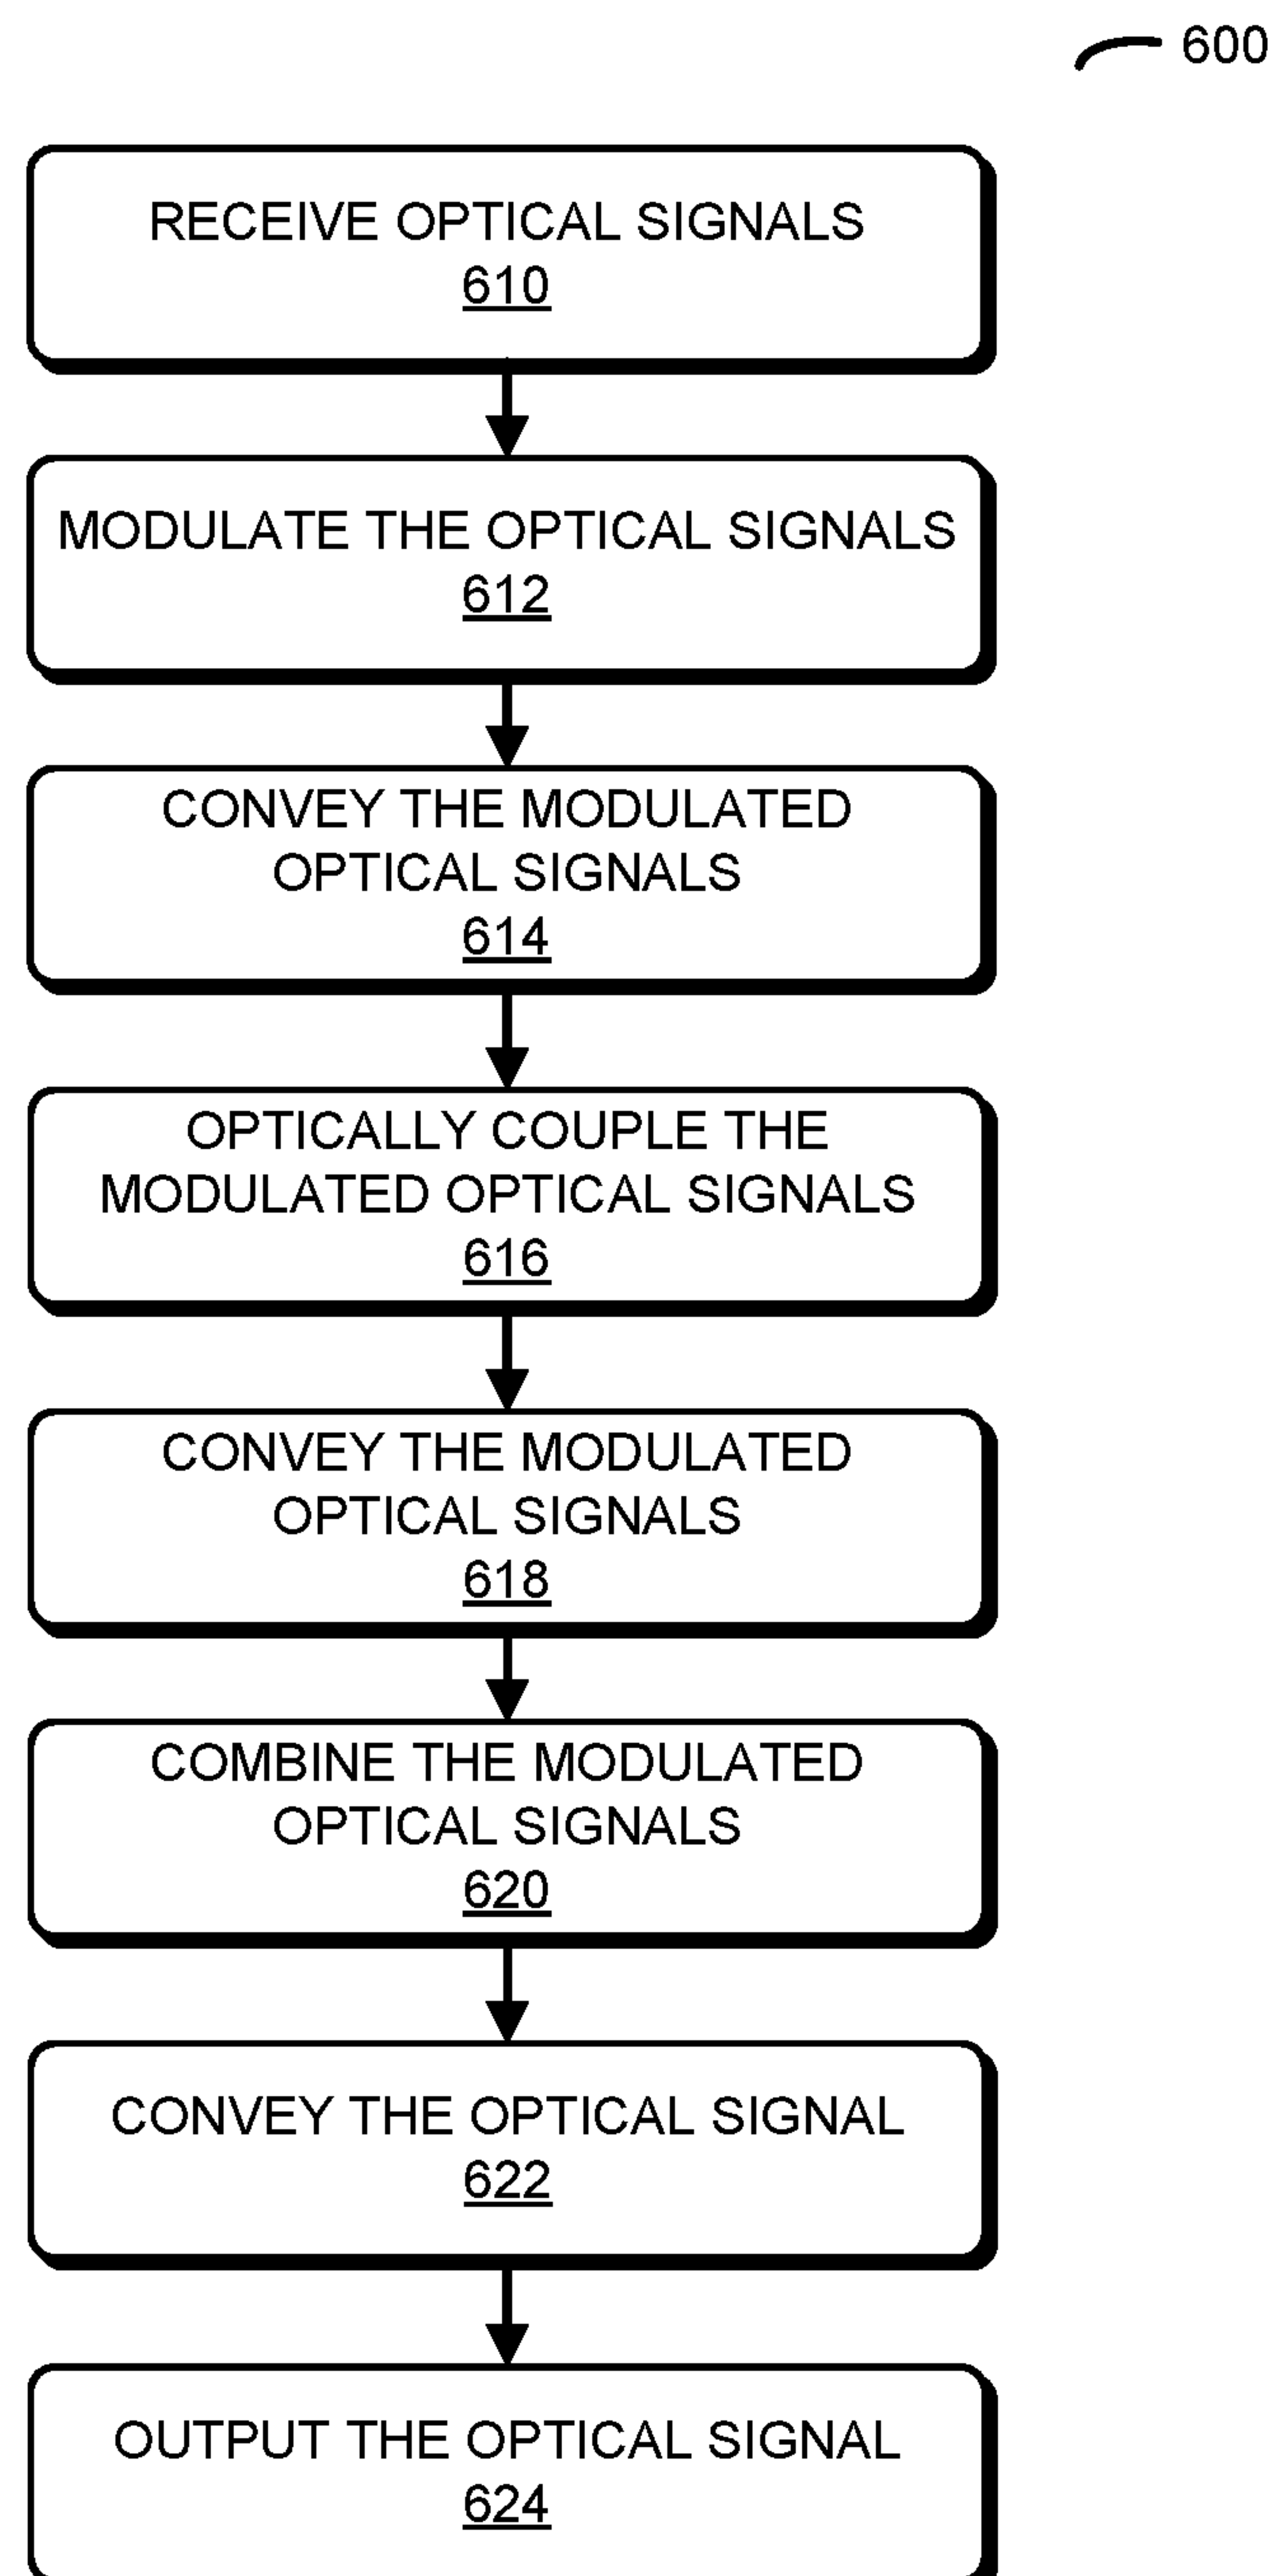 600
RECEIVE OPTICAL SIGNALS
610
MODULATE THE OPTICAL SIGNALS
612
CONVEY THE MODULATED
OPTICAL SIGNALS
614
OPTICALLY COUPLE THE
MODULATED OPTICAL SIGNALS
616
CONVEY THE MODULATED
OPTICAL SIGNALS
618
COMBINE THE MODULATED
OPTICAL SIGNALS
620
CONVEY THE OPTICAL SIGNAL
622
OUTPUT THE OPTICAL SIGNAL
624